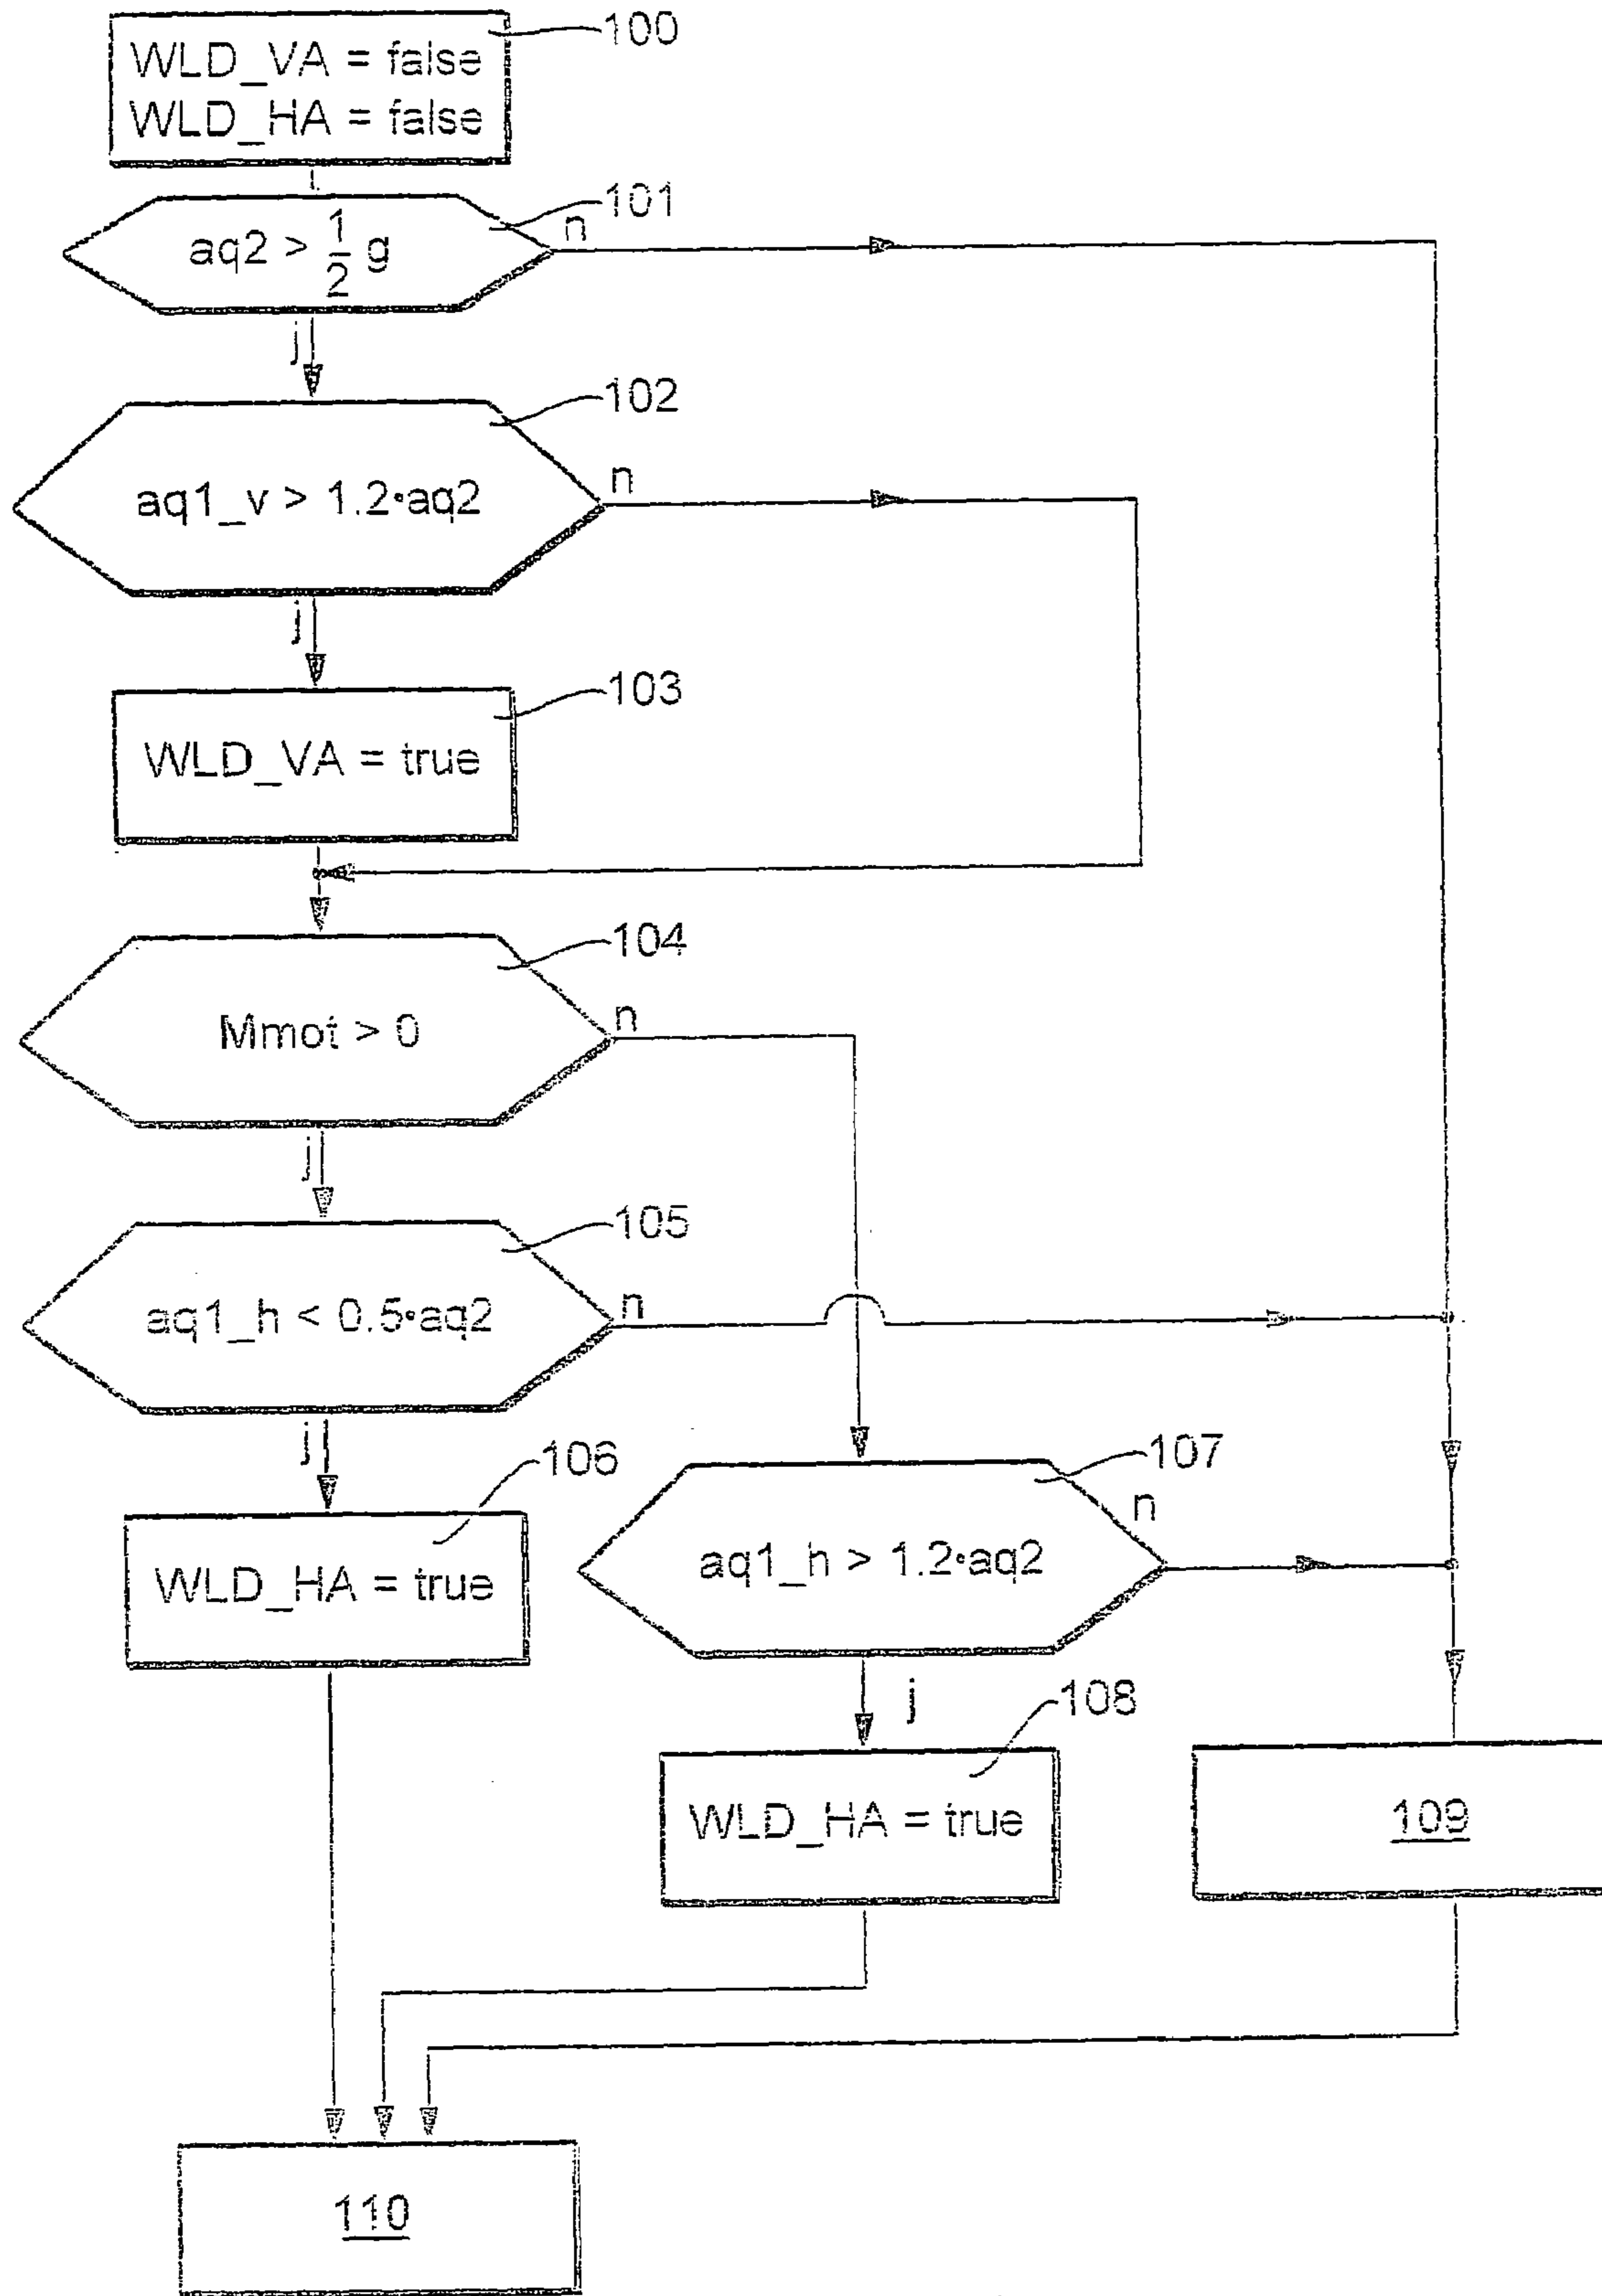 100
WLD_VA = false
WLD_HA = false
101
aq2 > 1/2 g
n
j
102
aq1_v > 1.2•aq2
n
j
103
WLD_VA = true
104
Mmot > 0
n
j
105
aq1_h < 0.5•aq2
n
j
106
WLD_HA = true
107
aq1_h > 1.2•aq2
n
j
108
WLD_HA = true
109
110